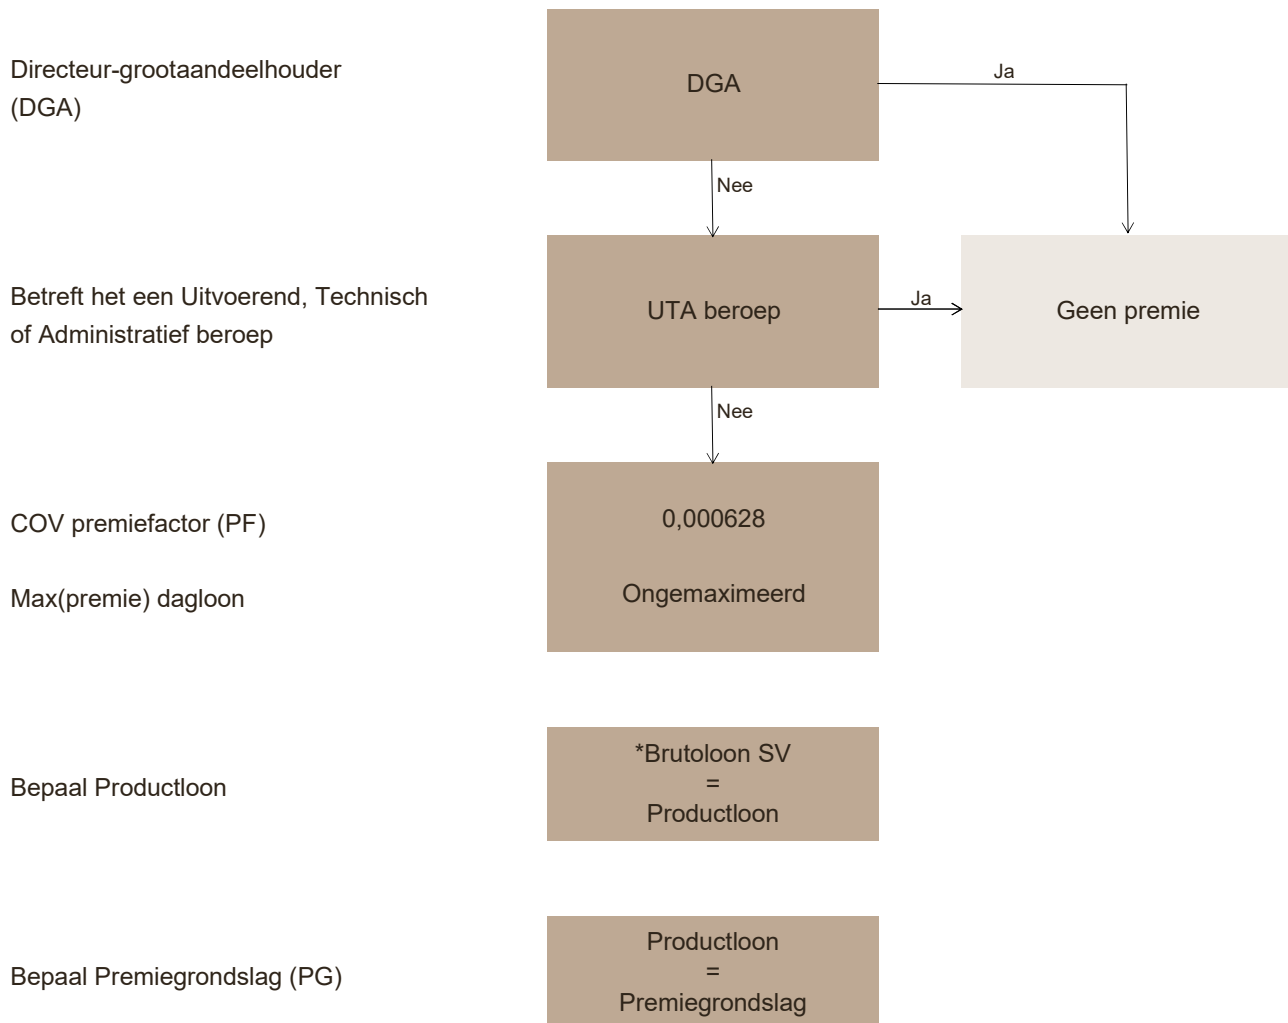 Directeur-grootaandeelhouder
(DGA)
DGA
Ja
Nee
Betreft het een Uitvoerend, Technisch
of Administratief beroep
UTA beroep
Ja
Geen premie
Nee
COV premiefactor (PF)
0,000628
Max(premie) dagloon
Ongemaximeerd
Bepaal Productloon
*Brutoloon SV
=
Productloon
Bepaal Premiegrondslag (PG)
Productloon
=
Premiegrondslag